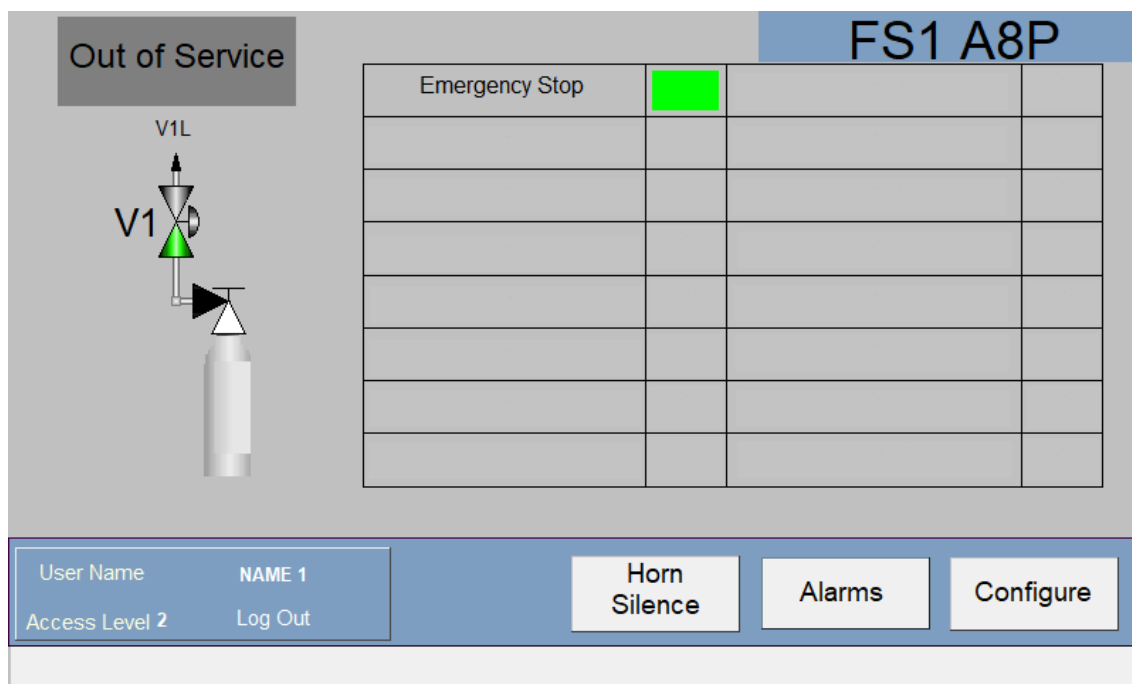 Out of Service
FS1 A8P
Emergency Stop
V1L
V1
User Name NAME 1
Access Level 2 Log Out
Horn
Silence
Alarms
Configure